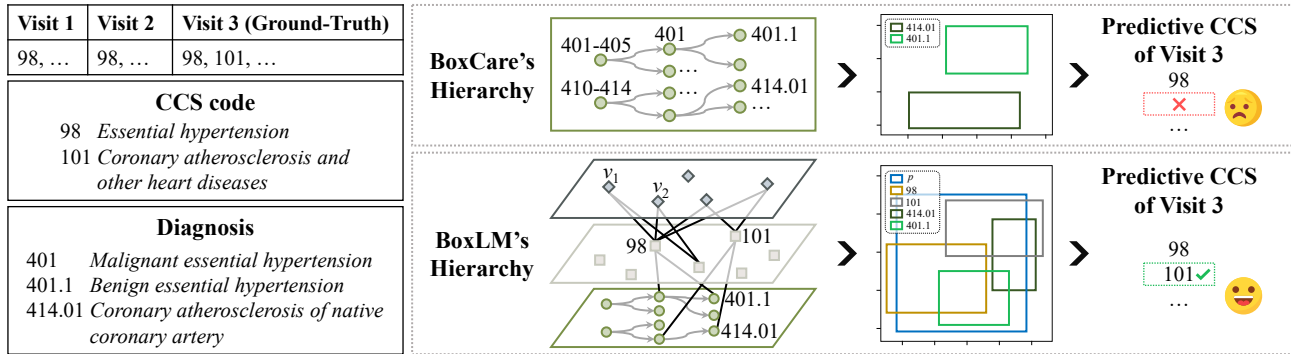 Visit 1 Visit 2 Visit 3 (Ground-Truth)
98, … 98, … 98, 101, …
CCS code
98 Essential hypertension
101 Coronary atherosclerosis and
other heart diseases
Diagnosis
401 Malignant essential hypertension
401.1 Benign essential hypertension
414.01 Coronary atherosclerosis of native
coronary artery
BoxCare's
Hierarchy
401-405 401 401.1
…
410-414 … 414.01
…
414.01
401.1
Predictive CCS
of Visit 3
98
…
BoxLM's
Hierarchy
v1 v2
98 101
401.1
414.01
p
98
101
414.01
401.1
Predictive CCS
of Visit 3
98
101
…